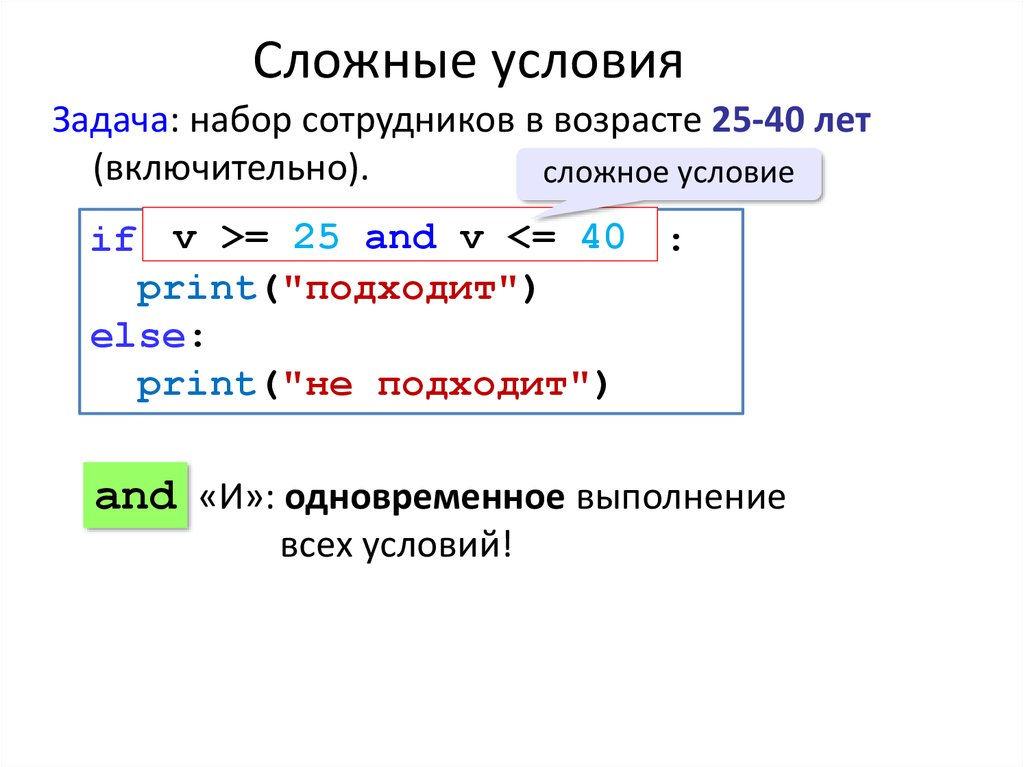 Сложные условия
Задача: набор сотрудников в возрасте 25-40 лет
(включительно).
сложное условие
if v >= 25 and v <= 40 :
print("подходит")
else:
print("не подходит")
and «И»: одновременное выполнение
всех условий!